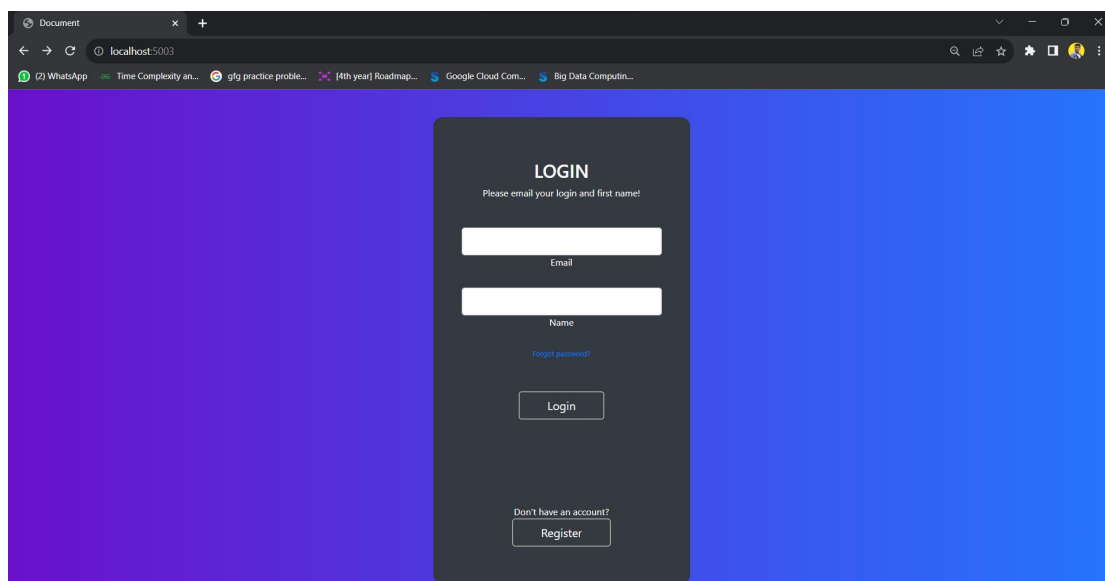 Document
localhost:5003
(2) WhatsApp Time Complexity an... gfg practice proble... [4th year] Roadmap... Google Cloud Com... Big Data Computin...
LOGIN
Please email your login and first name!
Email
Name
Forgot password?
Login
Don't have an account?
Register